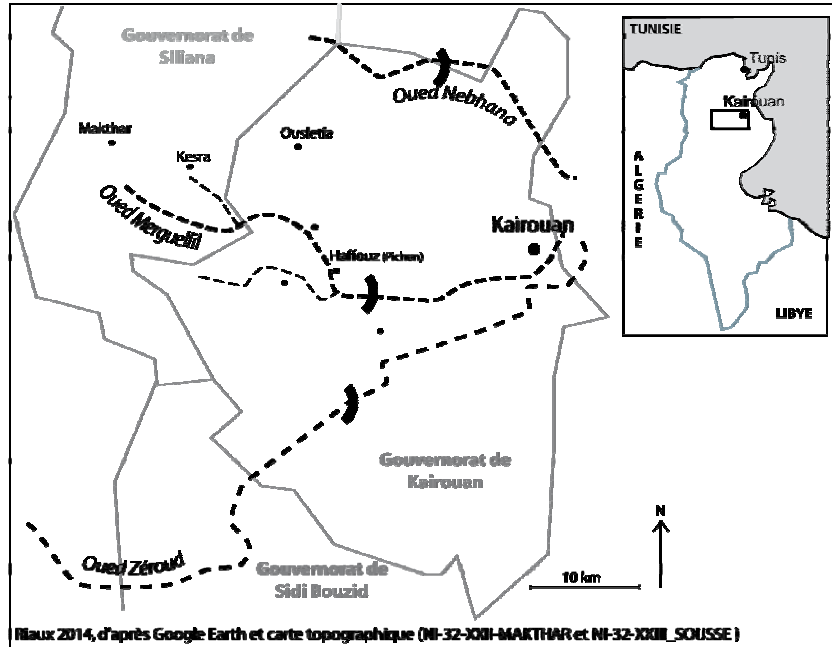 Gouvernorat de
Siliana
TUNISIE
Tunis
Kairouan
ALGERIE
LIBYE
Oued Nebhana
Makthar
Ousletia
Kesra
Oued Merguellil
Kairouan
Haffouz (Pichon)
Gouvernorat de
Kairouan
Oued Zéroud
Gouvernorat de
Sidi Bouzid
N
10 km
Riaux 2014, d'après Google Earth et carte topographique (NI-32-XXII-MAKTHAR et NI-32-XXIII_SOUSSE )